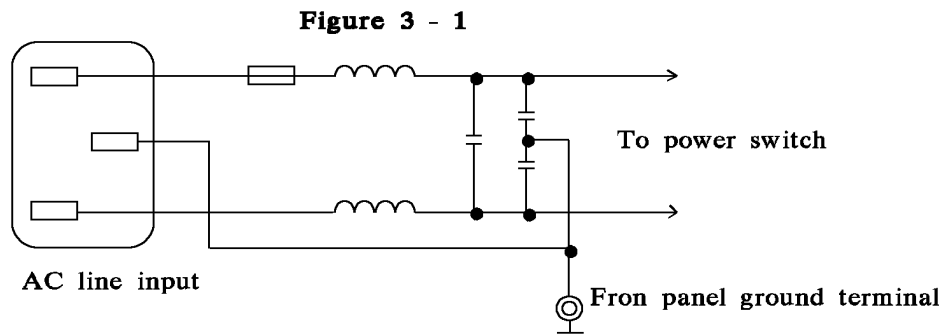 Figure 3 - 1
To power switch
AC line input
Fron panel ground terminal